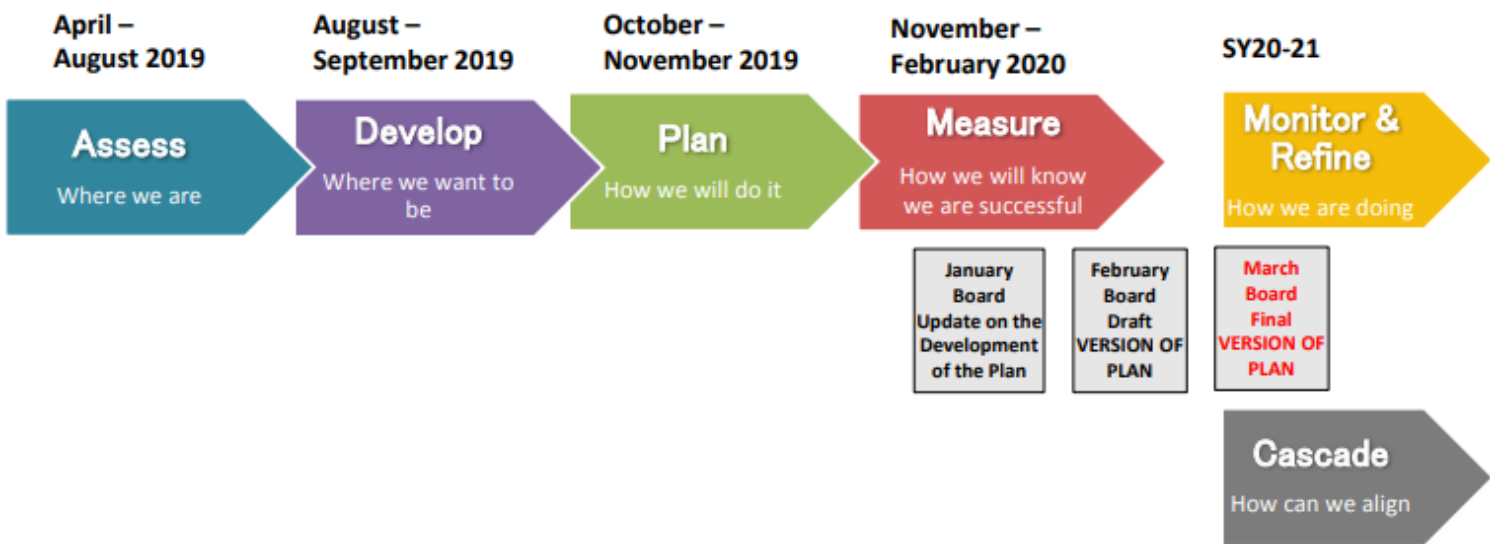 April –
August 2019
August –
September 2019
October –
November 2019
November –
February 2020
SY20-21
Assess
Where we are
Develop
Where we want to
be
Plan
How we will do it
Measure
How we will know
we are successful
Monitor &
Refine
How we are doing
January
Board
Update on the
Development
of the Plan
February
Board
Draft
VERSION OF
PLAN
March
Board
Final
VERSION OF
PLAN
Cascade
How can we align